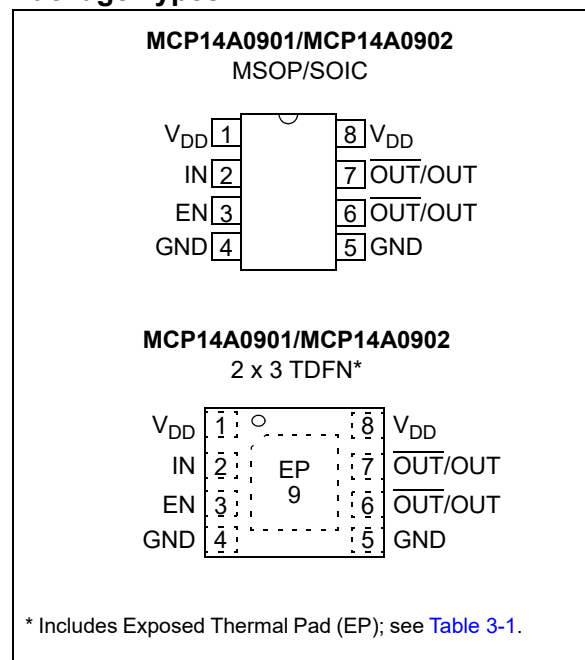 MCP14A0901/MCP14A0902
MSOP/SOIC
VDD 1 8 VDD
IN 2 7 OUT/OUT
EN 3 6 OUT/OUT
GND 4 5 GND
MCP14A0901/MCP14A0902
2 x 3 TDFN*
VDD 1 8 VDD
IN 2 EP 7 OUT/OUT
EN 3 9 6 OUT/OUT
GND 4 5 GND
* Includes Exposed Thermal Pad (EP); see Table 3-1.